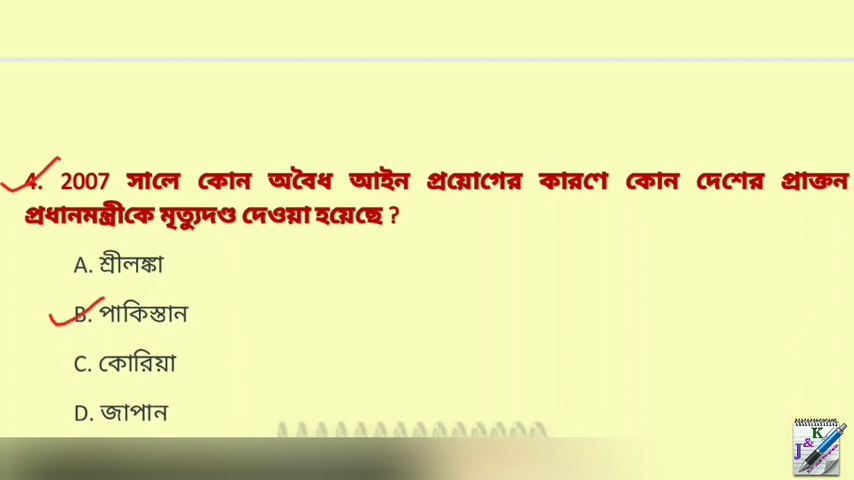 4. 2007 সালে কোন অবৈধ আইন প্রয়োগের কারণে কোন দেশের প্রাক্তন
প্রধানমন্ত্রীকে মৃত্যুদণ্ড দেওয়া হয়েছে ?
A. শ্রীলঙ্কা
B. পাকিস্তান
C. কোরিয়া
D. জাপান
J&K